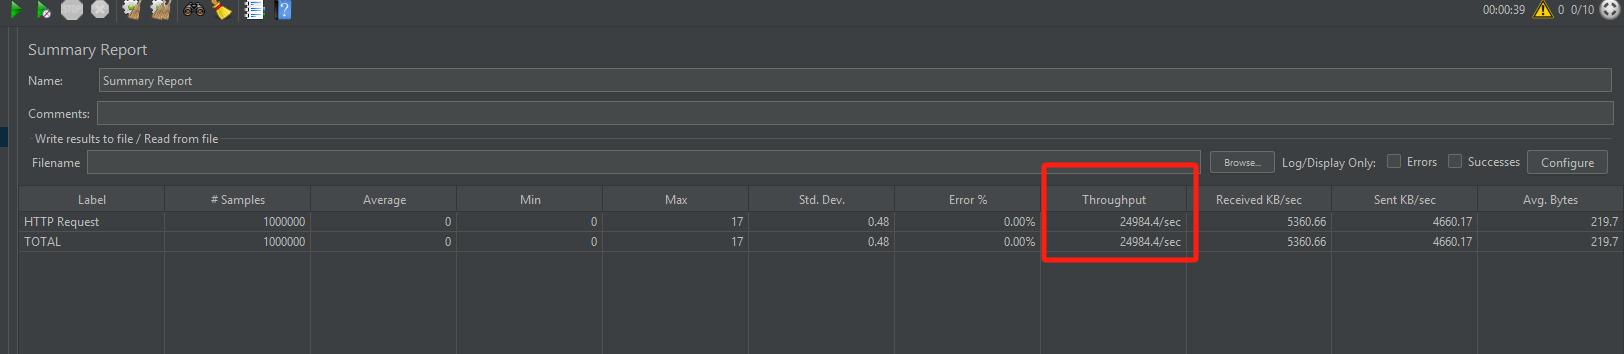 00:00:39 0 0/10
Summary Report
Name: Summary Report
Comments:
Write results to file / Read from file
Filename Browse... Log/Display Only: Errors Successes Configure
Label # Samples Average Min Max Std. Dev. Error % Throughput Received KB/sec Sent KB/sec Avg. Bytes
HTTP Request 1000000 0 0 17 0.48 0.00% 24984.4/sec 5360.66 4660.17 219.7
TOTAL 1000000 0 0 17 0.48 0.00% 24984.4/sec 5360.66 4660.17 219.7